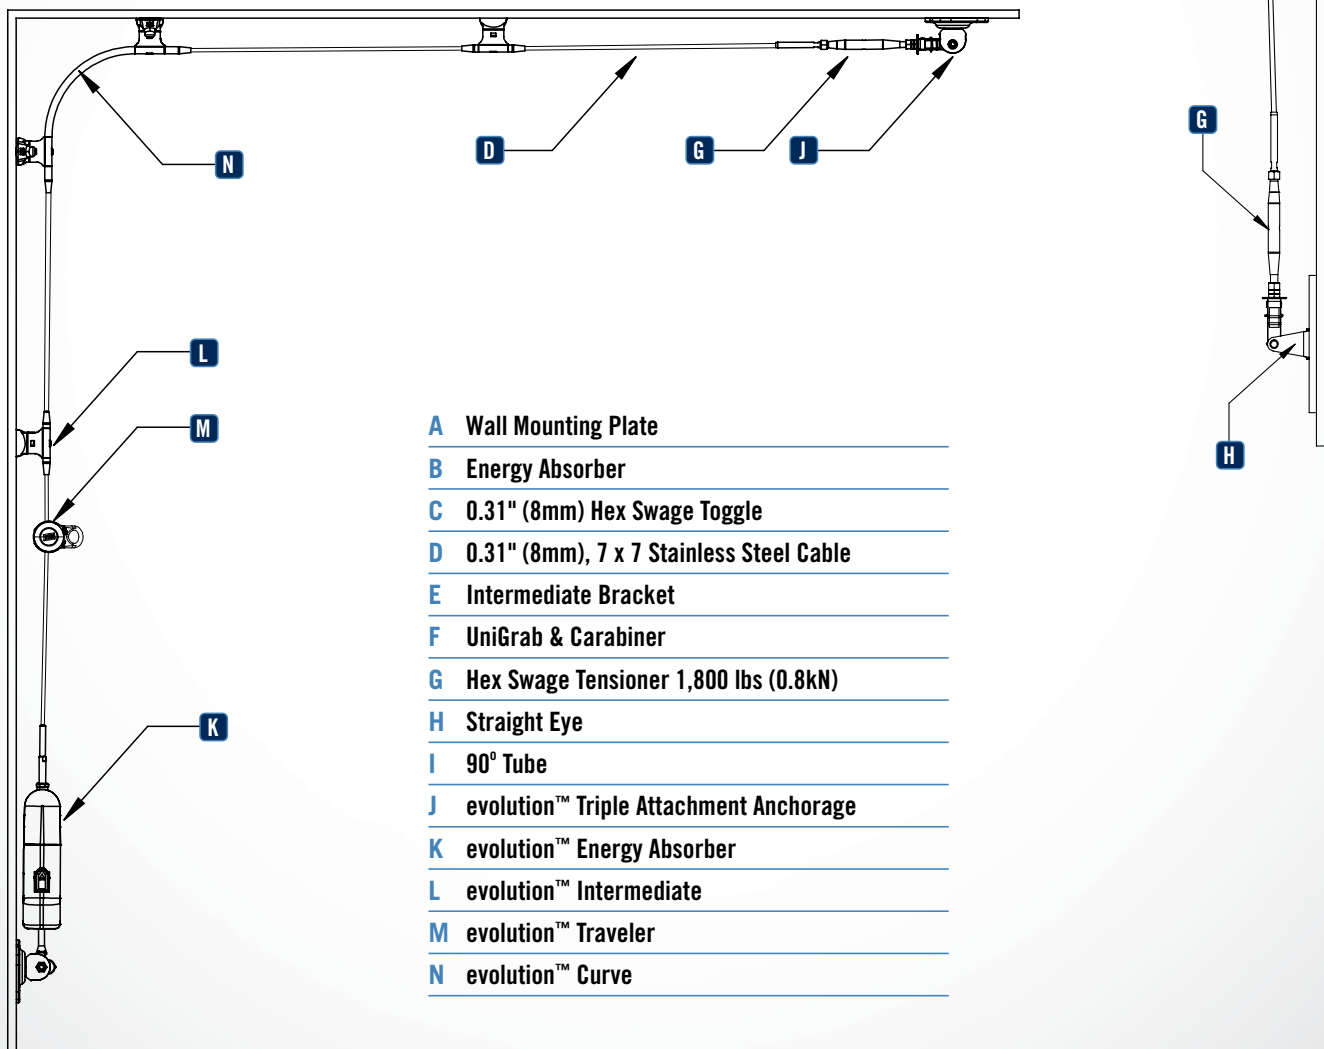 N
D
G
J
G
L
M
H
K
A Wall Mounting Plate
B Energy Absorber
C 0.31" (8mm) Hex Swage Toggle
D 0.31" (8mm), 7 x 7 Stainless Steel Cable
E Intermediate Bracket
F UniGrab & Carabiner
G Hex Swage Tensioner 1,800 lbs (0.8kN)
H Straight Eye
I 90⁰ Tube
J evolution™ Triple Attachment Anchorage
K evolution™ Energy Absorber
L evolution™ Intermediate
M evolution™ Traveler
N evolution™ Curve